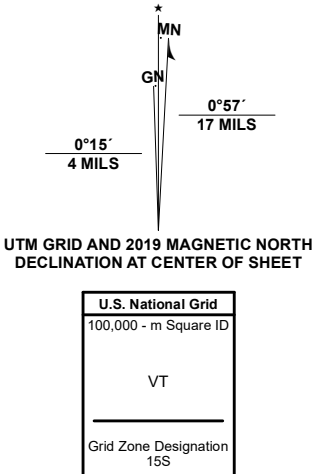 MN
GN
0°57´
17 MILS
0°15´
4 MILS
UTM GRID AND 2019 MAGNETIC NORTH
DECLINATION AT CENTER OF SHEET
U.S. National Grid
100,000 - m Square ID
VT
Grid Zone Designation
15S